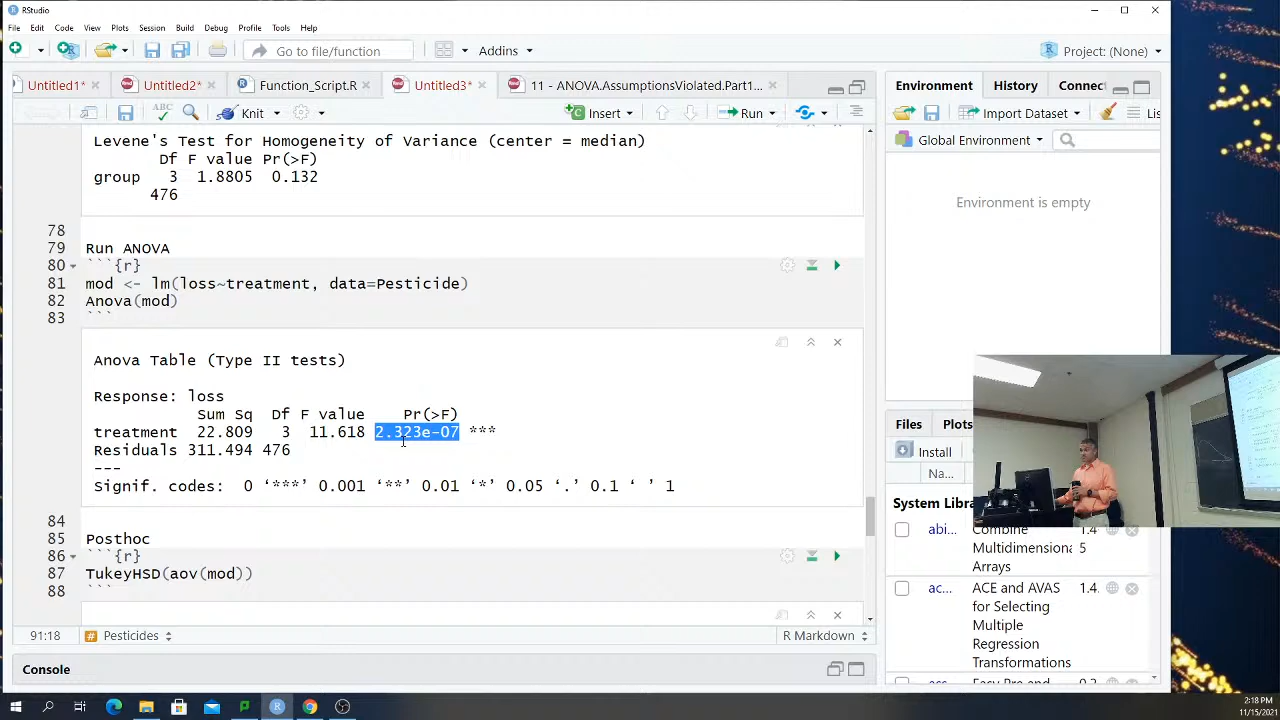 RStudio
File Edit Code View Plots Session Build Debug Profile Tools Help
Go to file/function Addins Project: (None)
Untitled1* Untitled2* Function_Script.R Untitled3 11 - ANOVA.AssumptionsViolated.Part1...
Knit Insert Run
Levene's Test for Homogeneity of Variance (center = median)
Df F value Pr(>F)
group 3 1.8805 0.132
476
78
79 Run ANOVA
80 ```{r}
81 mod <- lm(loss~treatment, data=Pesticide)
82 Anova(mod)
83 ```
Anova Table (Type II tests)
Response: loss
Sum Sq Df F value Pr(>F)
treatment 22.809 3 11.618 2.323e-07 ***
Residuals 311.494 476
---
Signif. codes: 0 ‘***’ 0.001 ‘**’ 0.01 ‘*’ 0.05 ‘.’ 0.1 ‘ ’ 1
84
85 Posthoc
86 ```{r}
87 TukeyHSD(aov(mod))
88 ```
91:18 # Pesticides R Markdown
Console
Environment History Connec
Import Dataset Lis
Global Environment
Environment is empty
Files Plots
Install
Na...
System Libra
abi... Combine Multidimensiona Arrays 1.4 5
ac... ACE and AVAS for Selecting Multiple Regression Transformations 1.4.
2:18 PM
11/15/2021